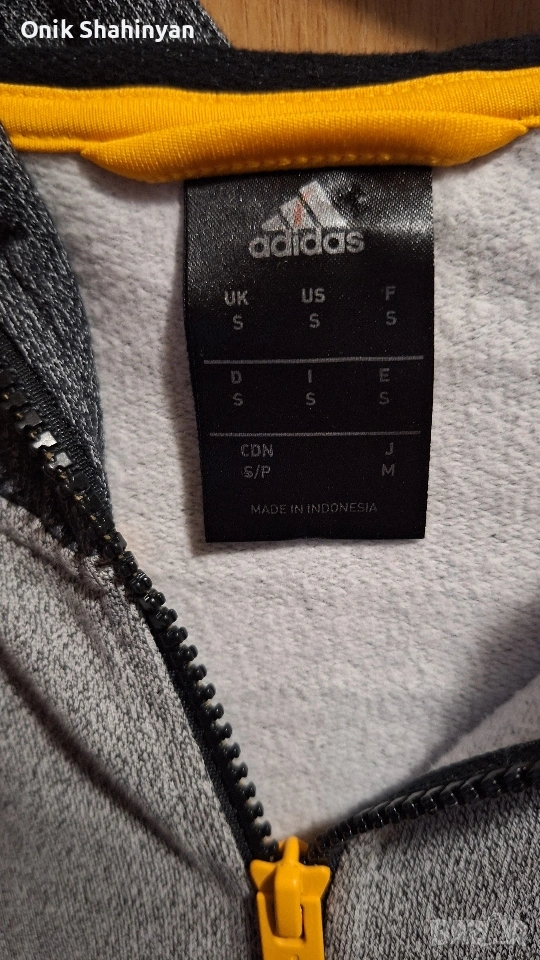 Onik Shahinyan
adidas
UK US F
S S S
D I E
S S S
CDN J
S/P M
MADE IN INDONESIA